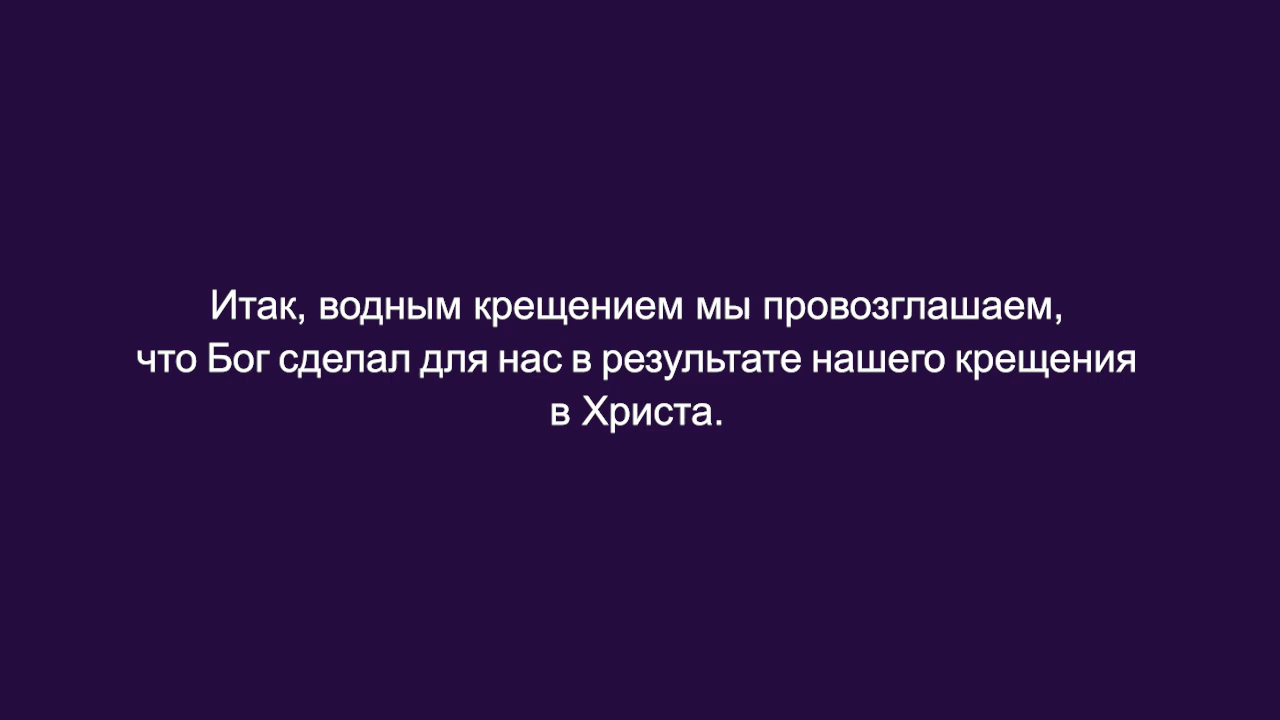 Итак, водным крещением мы провозглашаем,
что Бог сделал для нас в результате нашего крещения
в Христа.